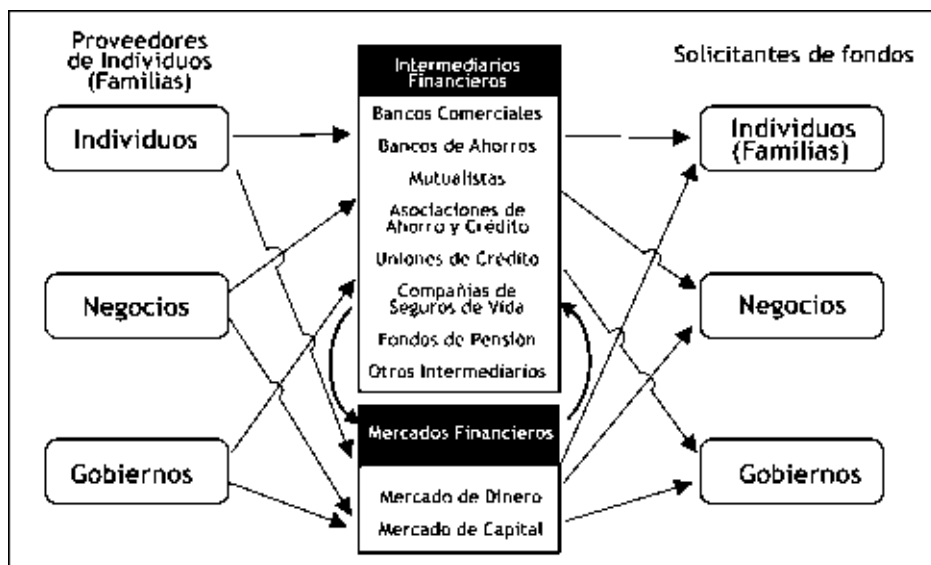 Proveedores
de Individuos
(Familias)
Individuos
Negocios
Gobiernos
Intermediarios
Financieros
Bancos Comerciales
Bancos de Ahorros
Mutualistas
Asociaciones de
Ahorro y Crédito
Uniones de Crédito
Compañias de
Seguros de Vida
Fondos de Pensión
Otros Intermediarios
Mercados Financieros
Mercado de Dinero
Mercado de Capital
Solicitantes de fondos
Individuos
(Familias)
Negocios
Gobiernos